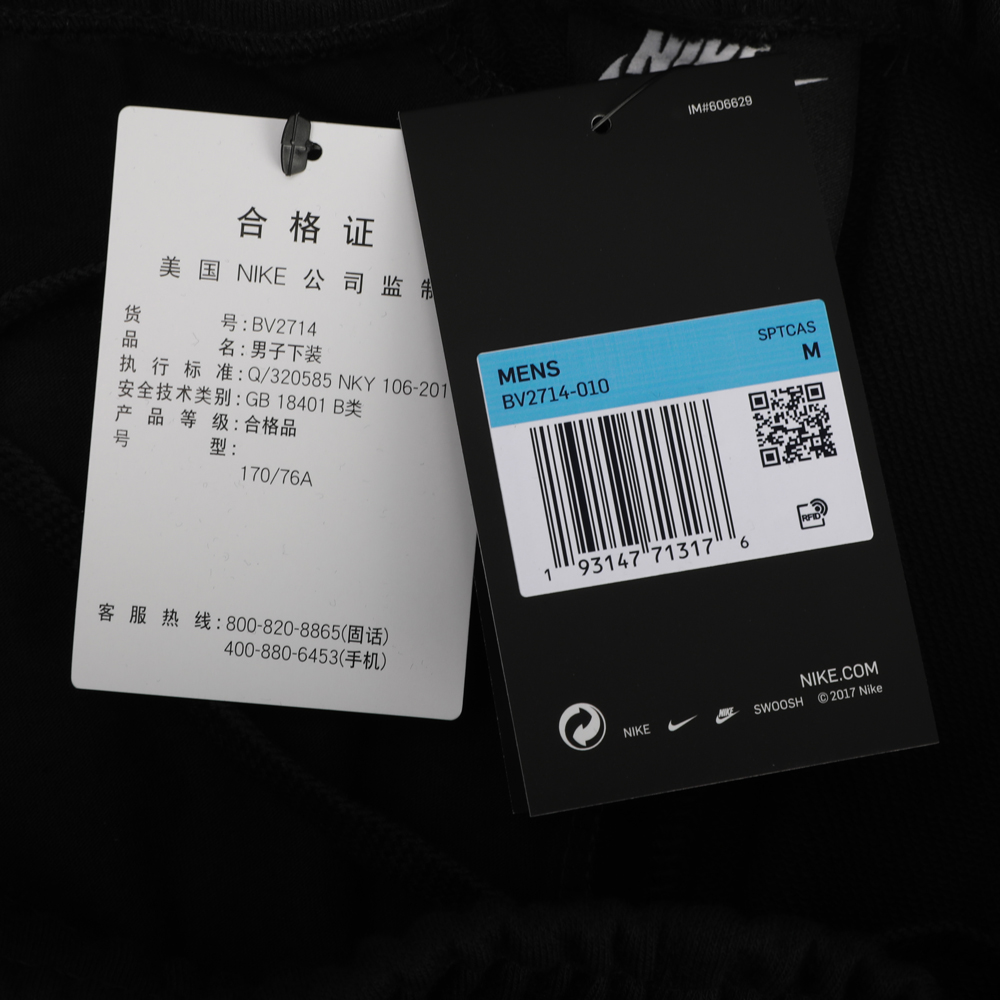 合格证
美国NIKE公司监制
货号:BV2714
品名:男子下装
执行标准:Q/320585 NKY 106-201
安全技术类别:GB 18401 B类
产品等级:合格品
号型:
170/76A
客服热线:800-820-8865(固话)
400-880-6453(手机)
IM#606629
SPTCAS
MENS M
BV2714-010
1 93147 71317 6
RFID
NIKE.COM
©2017 Nike
NIKE NIKE SWOOSH